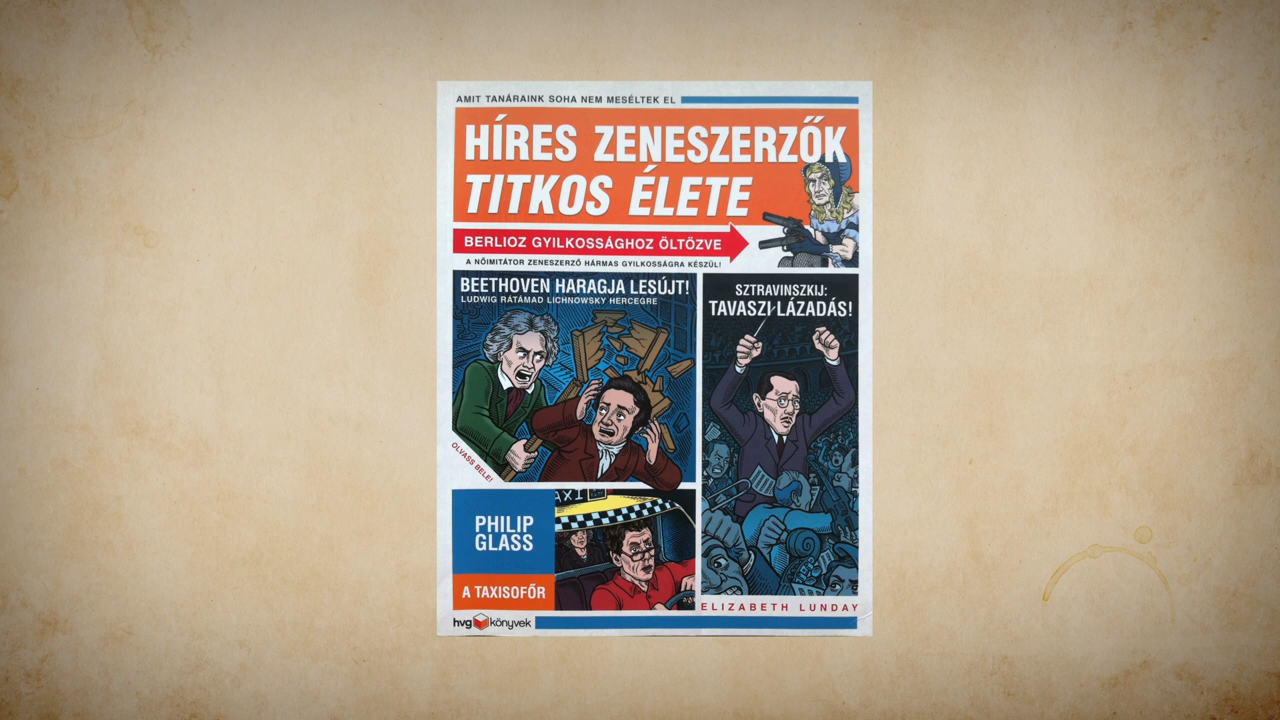 AMIT TANÁRAINK SOHA NEM MESÉLTEK EL
HÍRES ZENESZERZŐK
TITKOS ÉLETE
BERLIOZ GYILKOSSÁGHOZ ÖLTÖZVE
A NŐIMITÁTOR ZENESZERZŐ HÁRMAS GYILKOSSÁGRA KÉSZÜL!
BEETHOVEN HARAGJA LESÚJT!
LUDWIG RÁTÁMAD LICHNOWSKY HERCEGRE
SZTRAVINSZKIJ:
TAVASZI LÁZADÁS!
OLVASS BELE!
TAXI
PHILIP
GLASS
A TAXISOFŐR
ELIZABETH LUNDAY
hvg könyvek